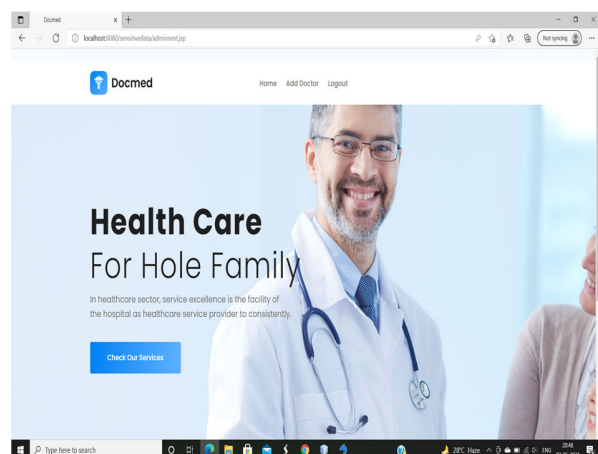 Docmed
localhost:8080/sensitivedata/adminnext.jsp
Not syncing
Docmed
Home Add Doctor Logout
Health Care
For Hole Family
In healthcare sector, service excellence is the facility of
the hospital as healthcare service provider to consistently.
Check Our Services
Type here to search
28°C Haze
ENG
20:48